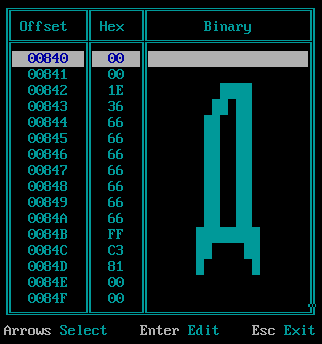 Offset Hex Binary
00840 00
00841 00
00842 1E
00843 36
00844 66
00845 66
00846 66
00847 66
00848 66
00849 66
0084A 66
0084B FF
0084C C3
0084D 81
0084E 00
0084F 00
Arrows Select Enter Edit Esc Exit